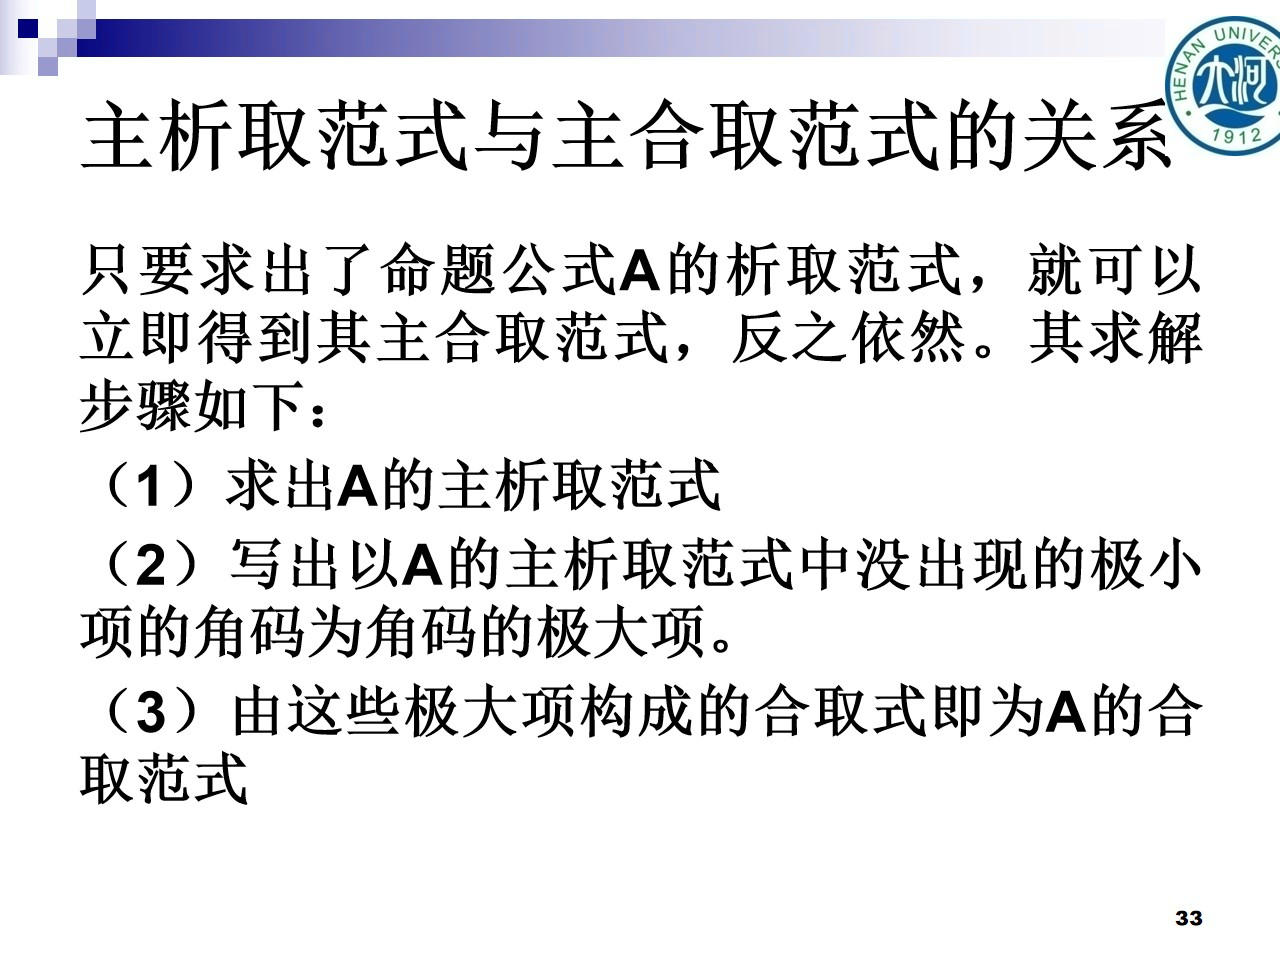 HENAN UNIVERS
1912
主析取范式与主合取范式的关系
只要求出了命题公式A的析取范式，就可以
立即得到其主合取范式，反之依然。其求解
步骤如下：
（1）求出A的主析取范式
（2）写出以A的主析取范式中没出现的极小
项的角码为角码的极大项。
（3）由这些极大项构成的合取式即为A的合
取范式
33